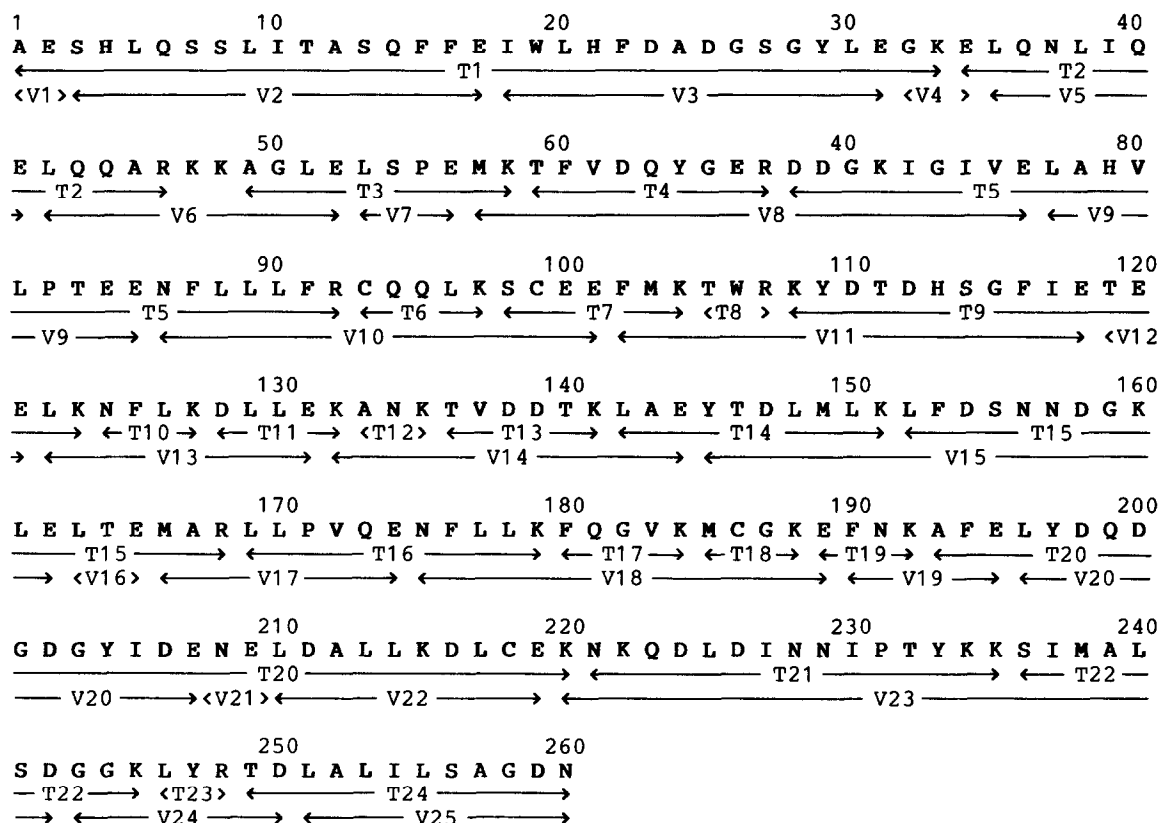 1 10 20 30 40
A E S H L Q S S L I T A S Q F F E I W L H F D A D G S G Y L E G K E L Q N L I Q
T1 T2
V1 V2 V3 V4 V5
50 60 40 80
E L Q Q A R K K A G L E L S P E M K T F V D Q Y G E R D D G K I G I V E L A H V
T2 T3 T4 T5
V6 V7 V8 V9
90 100 110 120
L P T E E N F L L L F R C Q Q L K S C E E F M K T W R K Y D T D H S G F I E T E
T5 T6 T7 T8 T9
V9 V10 V11 V12
130 140 150 160
E L K N F L K D L L E K A N K T V D D T K L A E Y T D L M L K L F D S N N D G K
T10 T11 T12 T13 T14 T15
V13 V14 V15
170 180 190 200
L E L T E M A R L L P V Q E N F L L K F Q G V K M C G K E F N K A F E L Y D Q D
T15 T16 T17 T18 T19 T20
V16 V17 V18 V19 V20
210 220 230 240
G D G Y I D E N E L D A L L K D L C E K N K Q D L D I N N I P T Y K K S I M A L
T20 T21 T22
V20 V21 V22 V23
250 260
S D G G K L Y R T D L A L I L S A G D N
T22 T23 T24
V24 V25